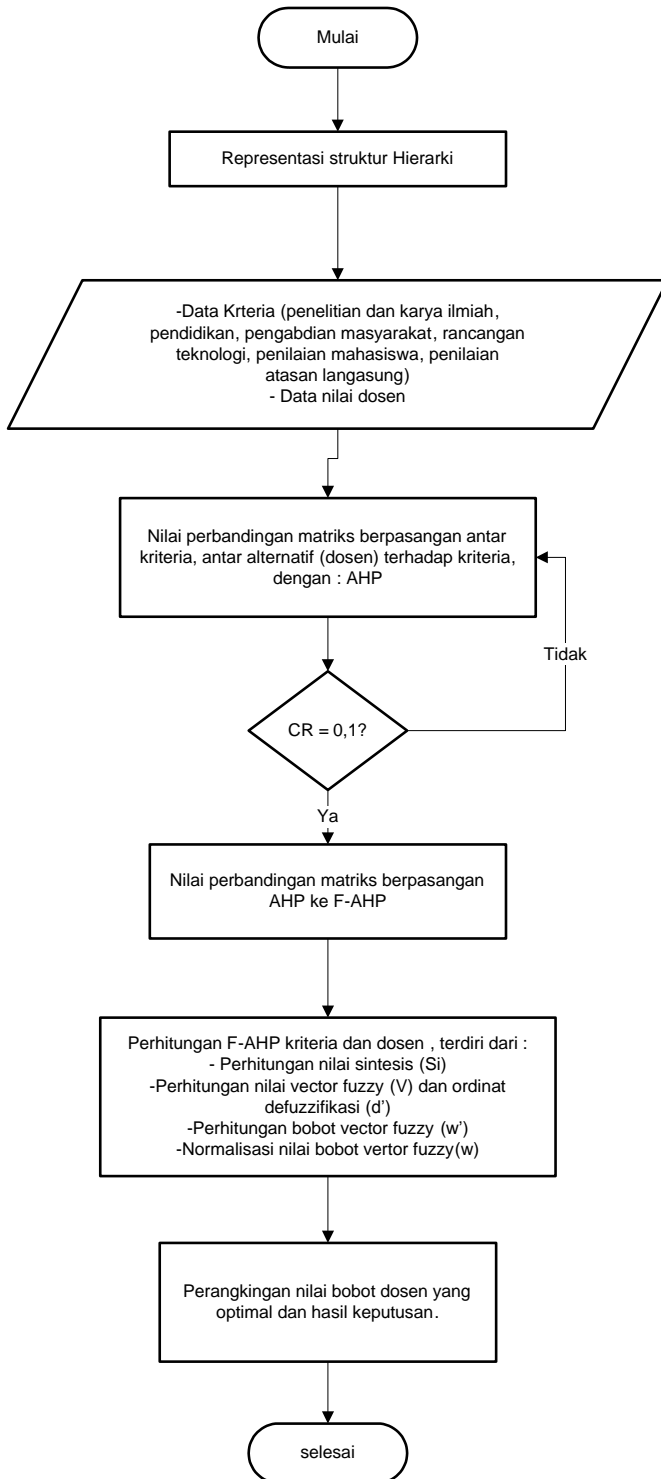 Mulai
Representasi struktur Hierarki
-Data Krteria (penelitian dan karya ilmiah,
pendidikan, pengabdian masyarakat, rancangan
teknologi, penilaian mahasiswa, penilaian
atasan langasung)
- Data nilai dosen
Nilai perbandingan matriks berpasangan antar
kriteria, antar alternatif (dosen) terhadap kriteria,
dengan : AHP
Tidak
CR = 0,1?
Ya
Nilai perbandingan matriks berpasangan
AHP ke F-AHP
Perhitungan F-AHP kriteria dan dosen , terdiri dari :
- Perhitungan nilai sintesis (Si)
-Perhitungan nilai vector fuzzy (V) dan ordinat
defuzzifikasi (d’)
-Perhitungan bobot vector fuzzy (w’)
-Normalisasi nilai bobot vertor fuzzy(w)
Perangkingan nilai bobot dosen yang
optimal dan hasil keputusan.
selesai